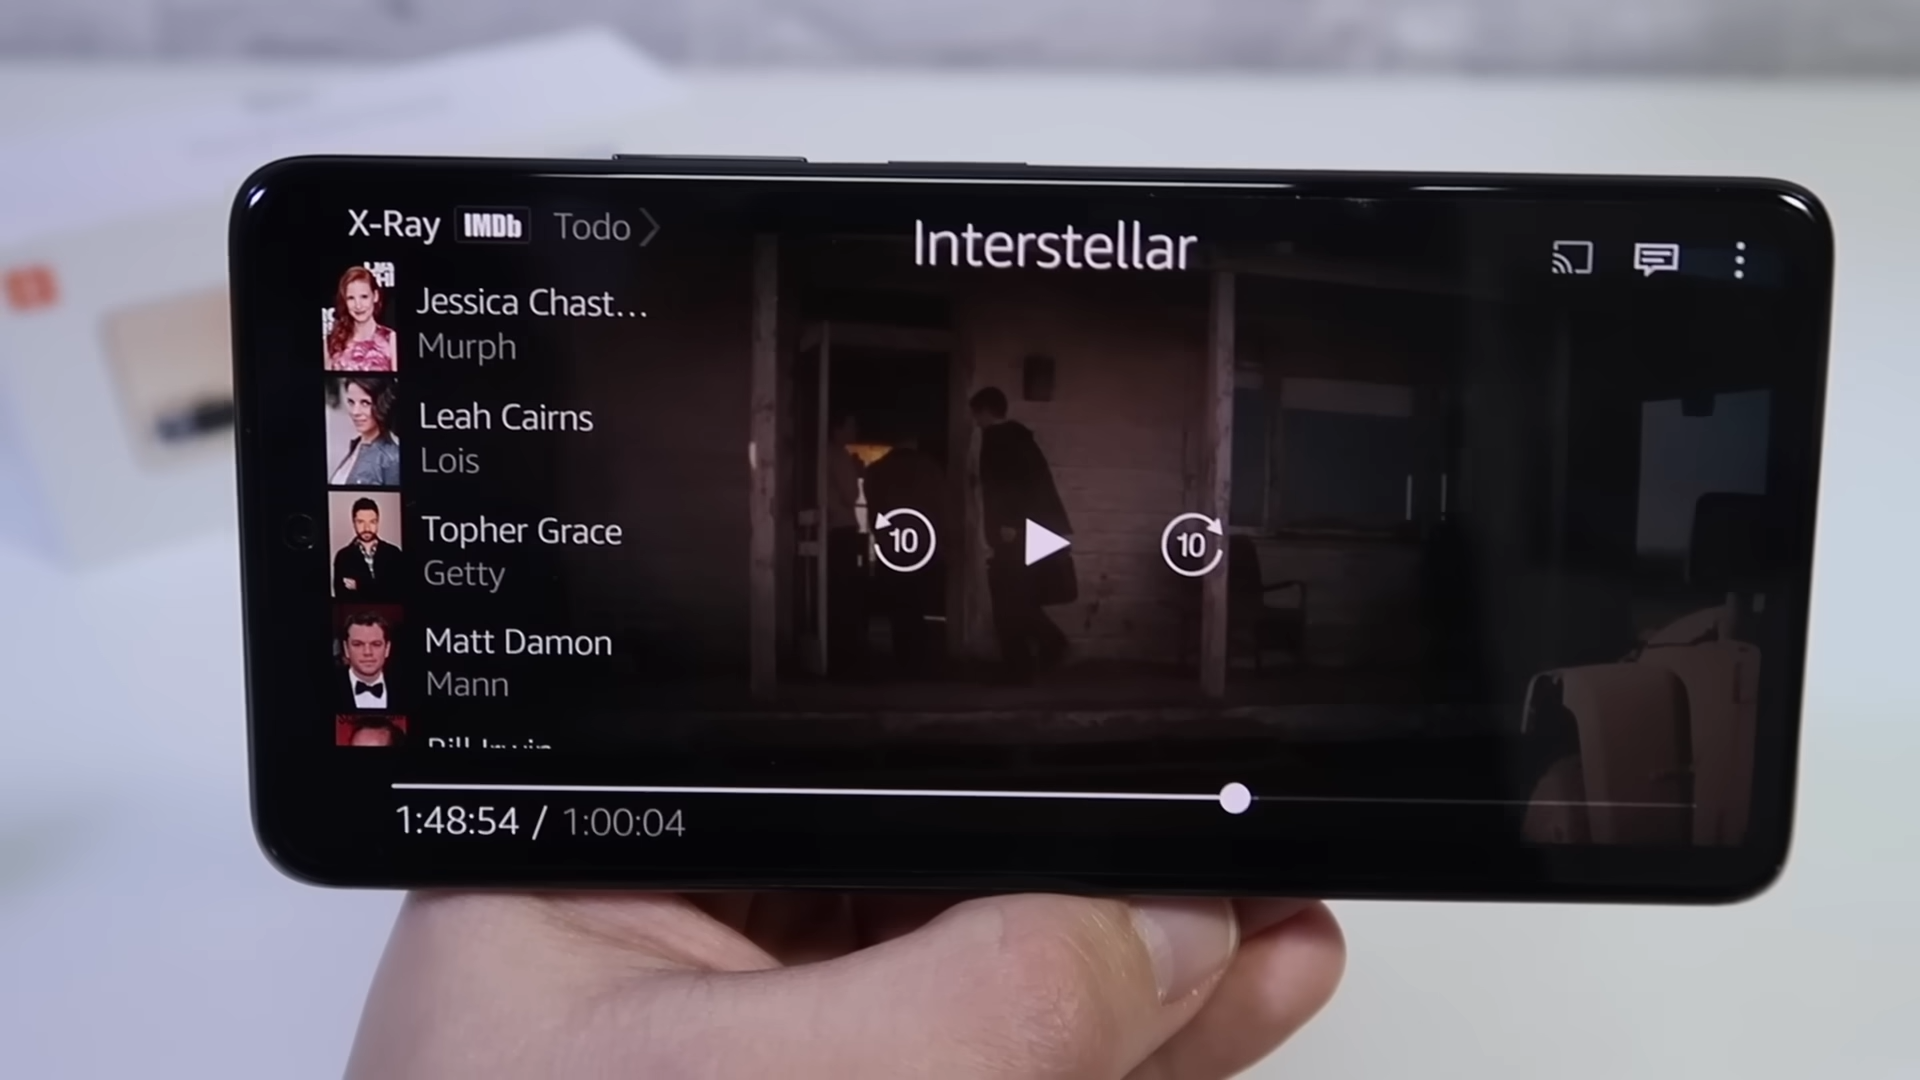 X-Ray IMDb Todo
Interstellar
Jessica Chast...
Murph
Leah Cairns
Lois
Topher Grace
Getty
Matt Damon
Mann
10
10
1:48:54 / 1:00:04